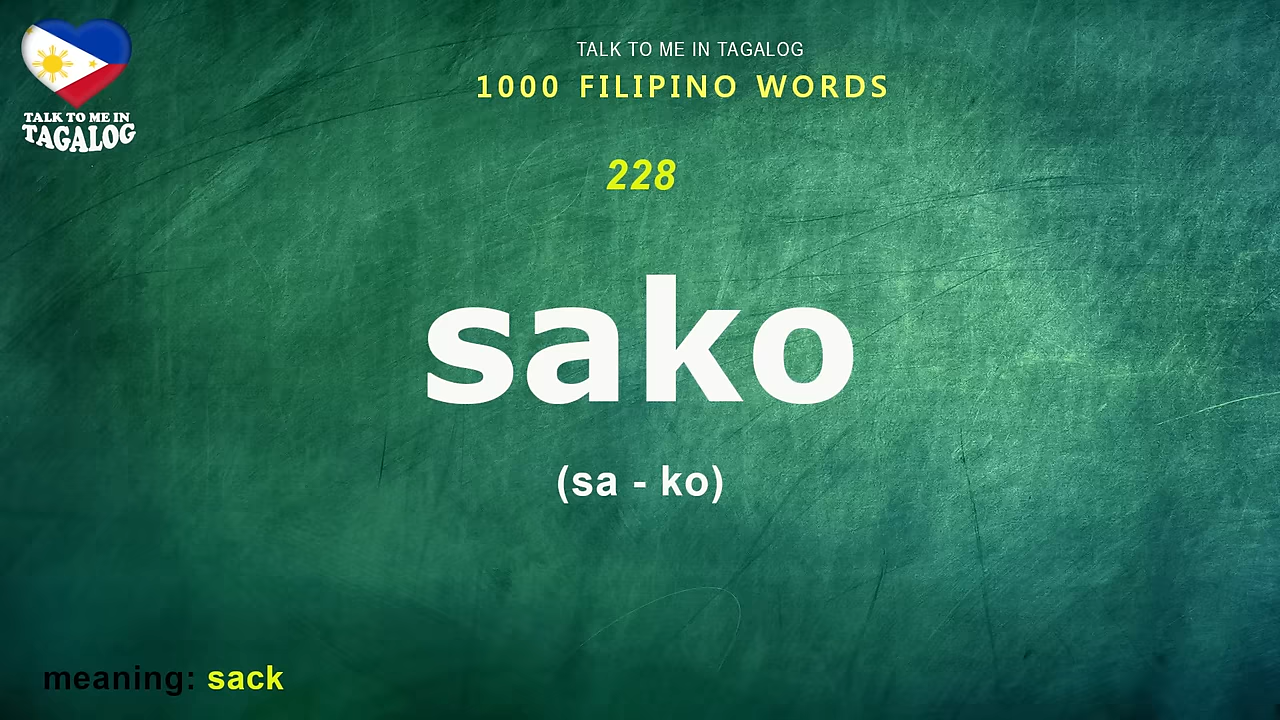 TALK TO ME IN
TAGALOG
TALK TO ME IN TAGALOG
1000 FILIPINO WORDS
228
sako
(sa - ko)
meaning: sack